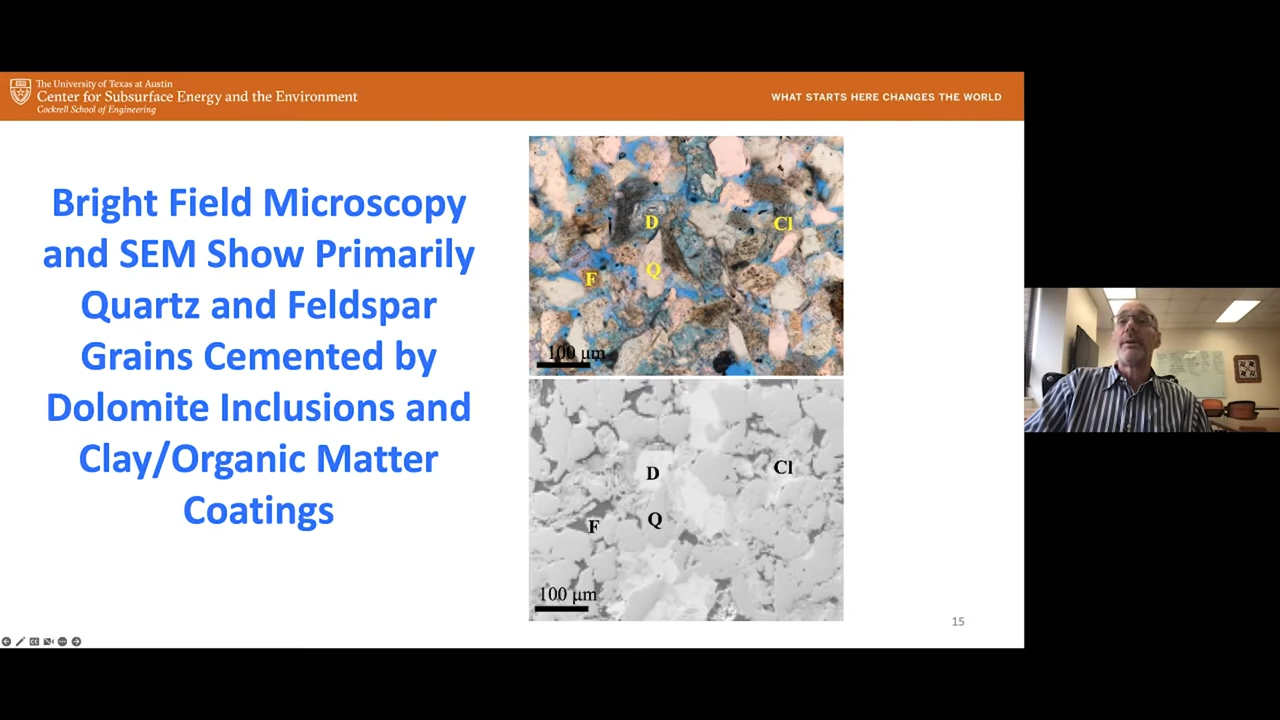 The University of Texas at Austin
Center for Subsurface Energy and the Environment
Cockrell School of Engineering
WHAT STARTS HERE CHANGES THE WORLD
Bright Field Microscopy
and SEM Show Primarily
Quartz and Feldspar
Grains Cemented by
Dolomite Inclusions and
Clay/Organic Matter
Coatings
D
Cl
Q
F
100 µm
D
Cl
Q
F
100 µm
15